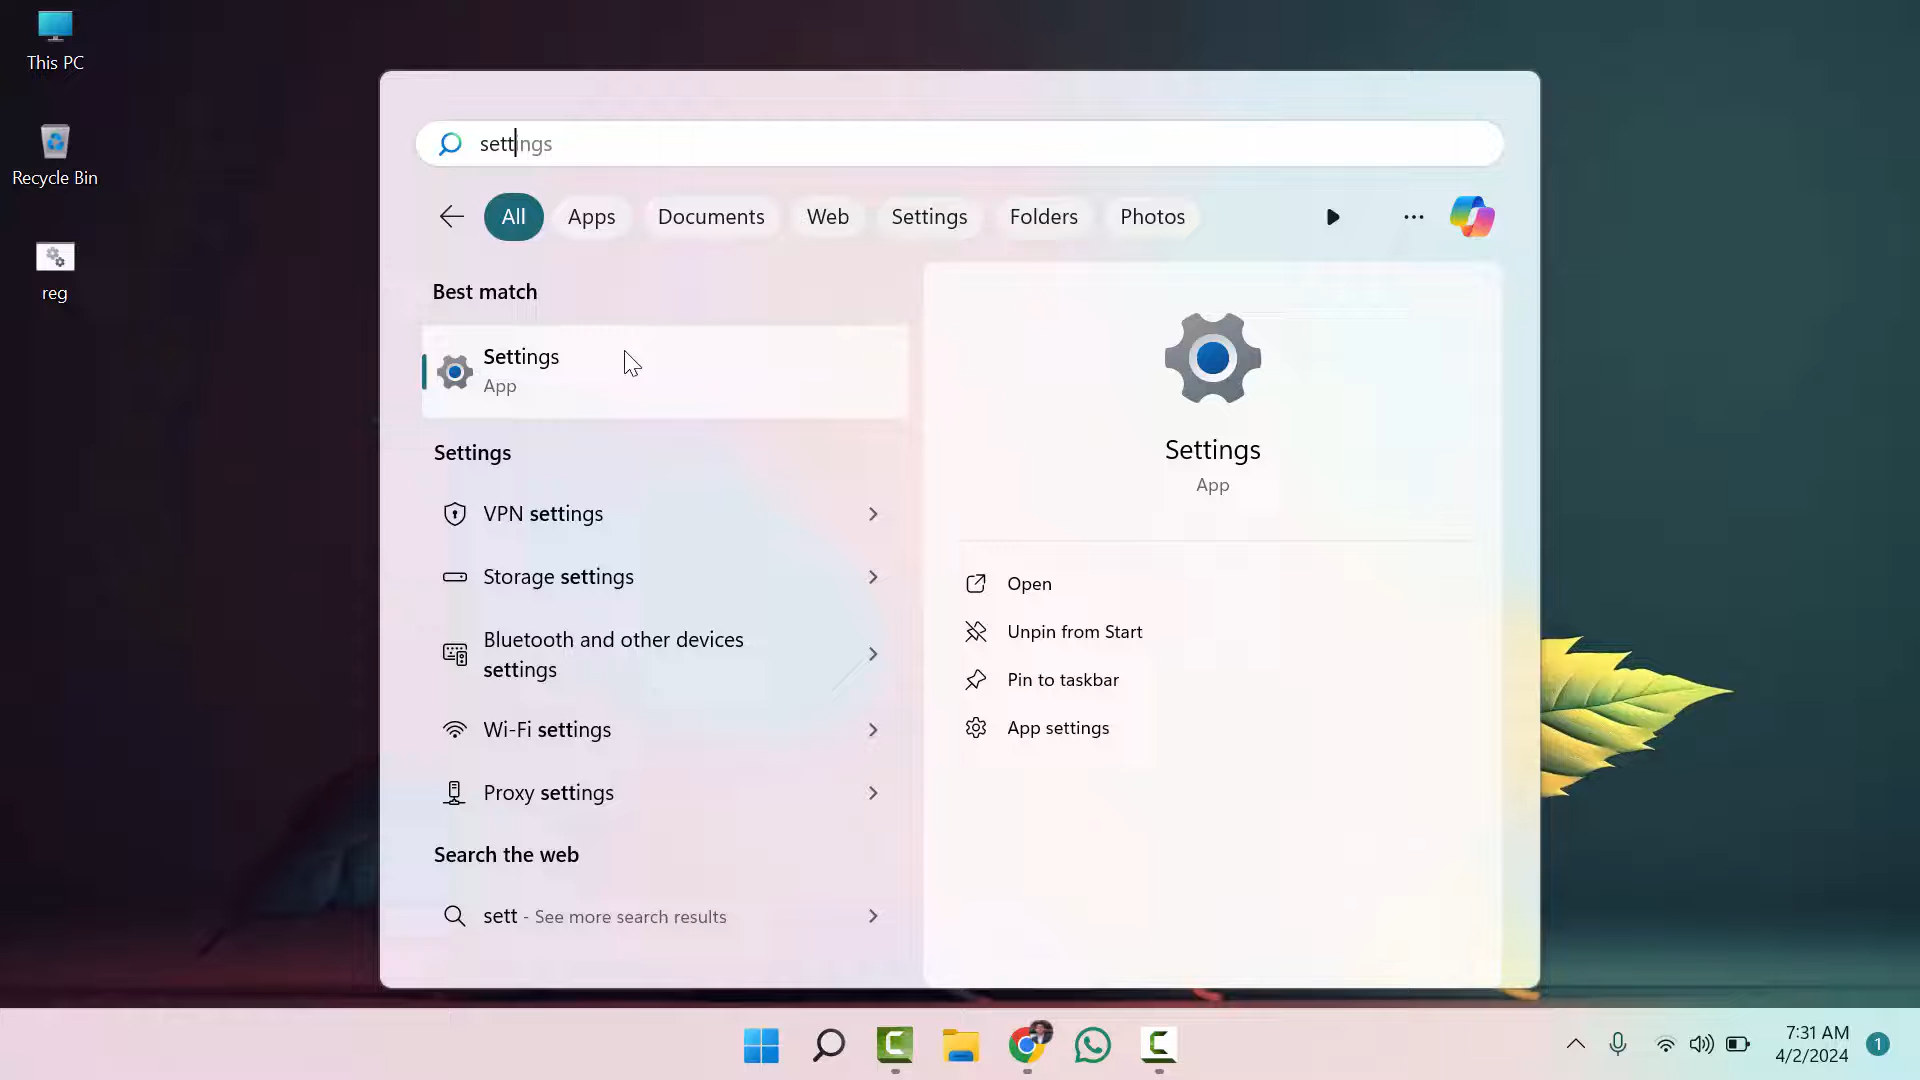 This PC
Recycle Bin
reg
settings
All
Apps
Documents
Web
Settings
Folders
Photos
Best match
Settings
App
Settings
VPN settings
Storage settings
Bluetooth and other devices
settings
Wi-Fi settings
Proxy settings
Search the web
sett - See more search results
Settings
App
Open
Unpin from Start
Pin to taskbar
App settings
7:31 AM
4/2/2024
1